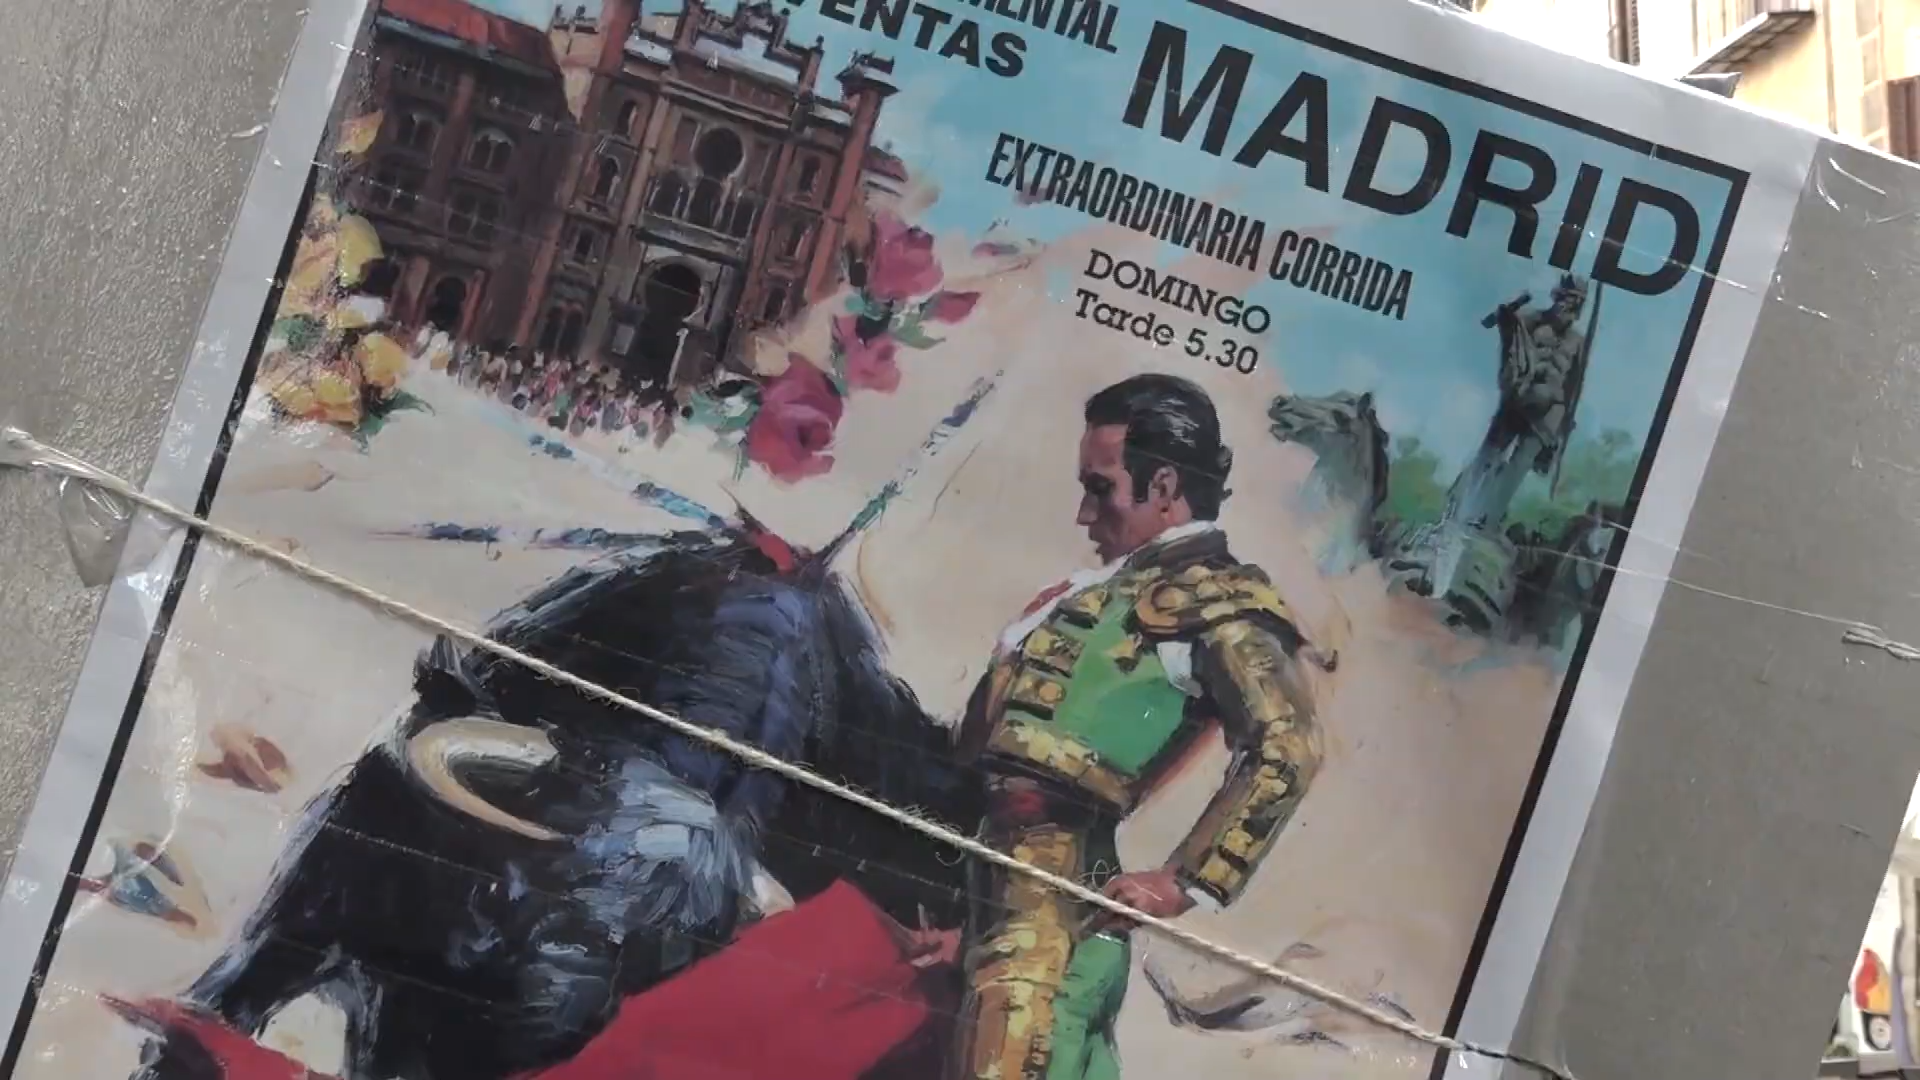 VENTAS
MADRID
EXTRAORDINARIA CORRIDA
DOMINGO
Tarde 5.30